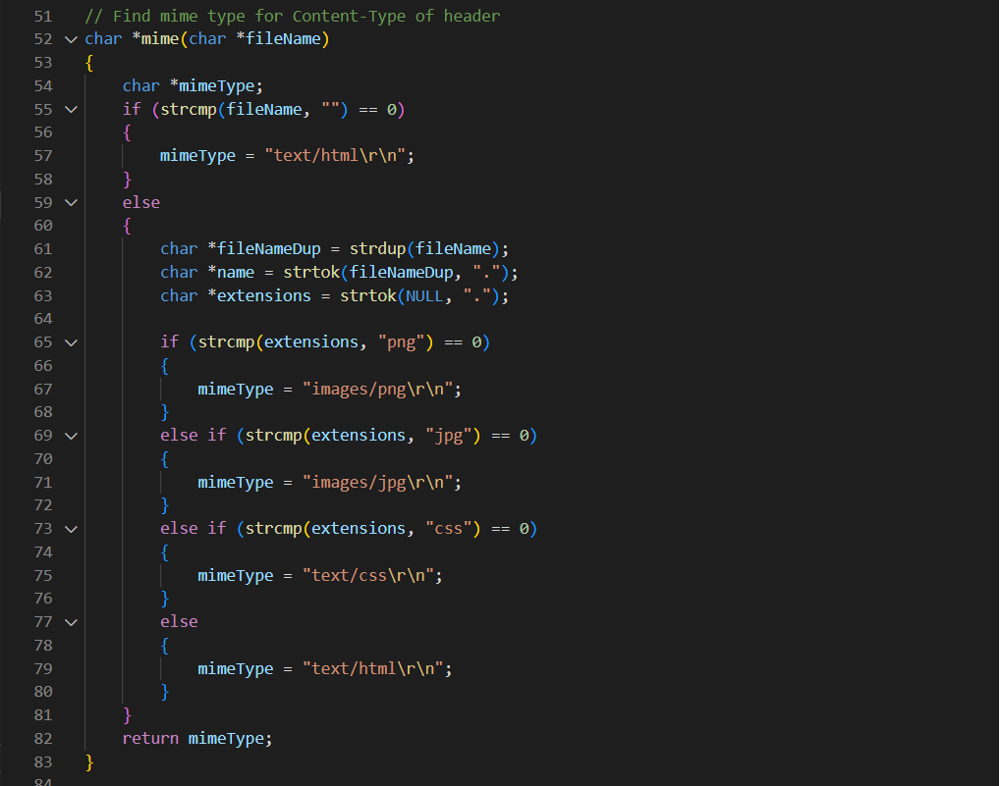 51 // Find mime type for Content-Type of header
52 char *mime(char *fileName)
53 {
54     char *mimeType;
55     if (strcmp(fileName, "") == 0)
56     {
57         mimeType = "text/html\r\n";
58     }
59     else
60     {
61         char *fileNameDup = strdup(fileName);
62         char *name = strtok(fileNameDup, ".");
63         char *extensions = strtok(NULL, ".");
64
65         if (strcmp(extensions, "png") == 0)
66         {
67             mimeType = "images/png\r\n";
68         }
69         else if (strcmp(extensions, "jpg") == 0)
70         {
71             mimeType = "images/jpg\r\n";
72         }
73         else if (strcmp(extensions, "css") == 0)
74         {
75             mimeType = "text/css\r\n";
76         }
77         else
78         {
79             mimeType = "text/html\r\n";
80         }
81     }
82     return mimeType;
83 }
84